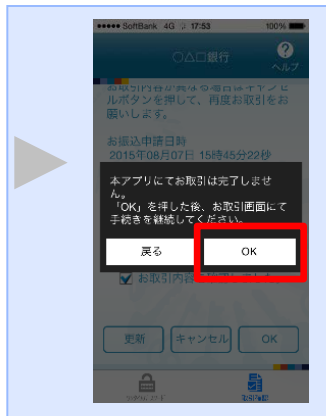 SoftBank 4G 17:53 100%
○△□銀行
?
ヘルプ
お取引内容が異なる場合はキャンセ
ルボタンを押して、再度お取引をお
願いします。
お振込申請日時
2015年08月07日 15時45分22秒
本アプリにてお取引は完了しませ
ん。
「OK」を押した後、お取引画面にて
手続きを継続してください。
戻る OK
お取引内容
更新 キャンセル OK